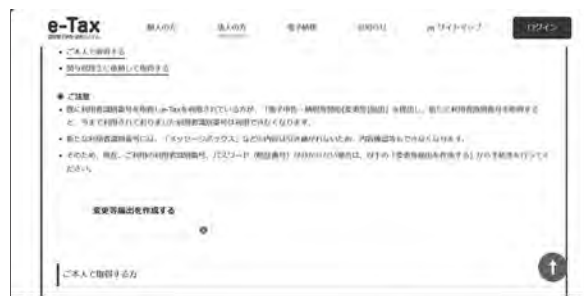 e-Tax
個人の方 法人の方 サイトマップ ログイン
ご本人で取得する
関与税理士に依頼して取得する
ご注意
既に利用者識別番号を取得しe-Taxを利用されている方が、「電子申告・納税等開始(変更等)届出」を提出し、新たに利用者識別番号を取得する
と、今まで利用されておりました利用者識別番号は利用できなくなります。
新たな利用者識別番号には、「メッセージボックス」などの内容は引き継がれないため、内容確認等もできなくなります。
そのため、現在、ご利用の利用者識別番号、パスワード(暗証番号)が分からない場合は、以下の「変更等届出を作成する」から手続きを行ってく
ださい。
変更等届出を作成する
ご本人で取得する方